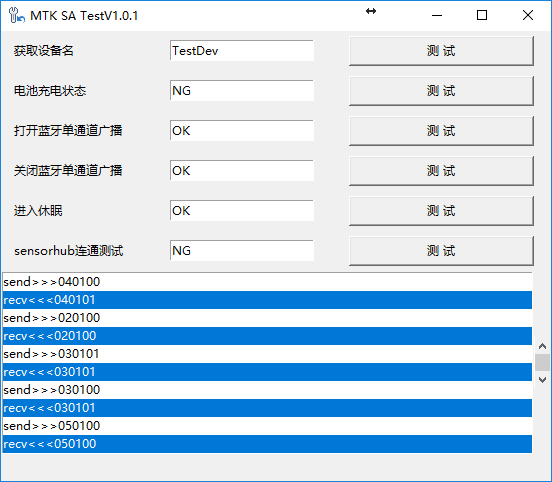 MTK SA TestV1.0.1
获取设备名 TestDev 测 试
电池充电状态 NG 测 试
打开蓝牙单通道广播 OK 测 试
关闭蓝牙单通道广播 OK 测 试
进入休眠 OK 测 试
sensorhub连通测试 NG 测 试
send>>>040100
recv<<<040101
send>>>020100
recv<<<020100
send>>>030101
recv<<<030101
send>>>030100
recv<<<030101
send>>>050100
recv<<<050100